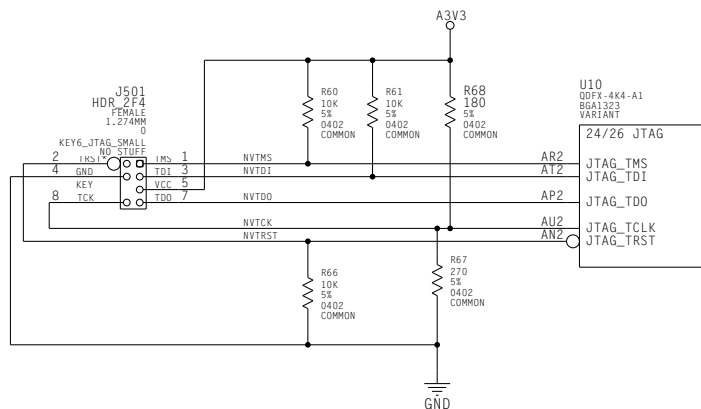 A3V3
J501
HDR_2F4
FEMALE
1.274MM
0
KEY6_JTAG_SMALL
NO_STUFF
2 TRST* TMS 1
4 GND TDI 3
KEY VCC 5
8 TCK TDO 7
R60
10K
5%
0402
COMMON
R61
10K
5%
0402
COMMON
R68
180
5%
0402
COMMON
U10
QDFX-4K4-A1
BGA1323
VARIANT
24/26 JTAG
NVTMS AR2 JTAG_TMS
NVTDI AT2 JTAG_TDI
NVTDO AP2 JTAG_TDO
NVTCK AU2 JTAG_TCLK
NVTRST AN2 JTAG_TRST
R66
10K
5%
0402
COMMON
R67
270
5%
0402
COMMON
GND